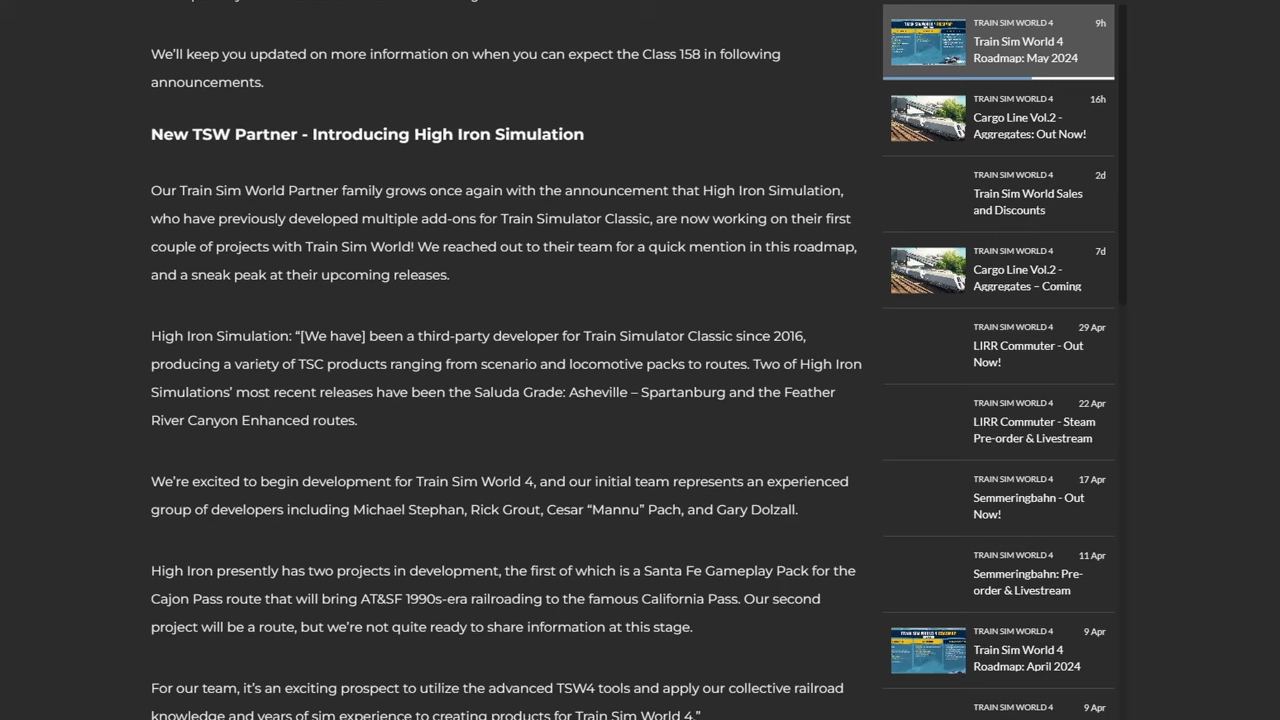 We'll keep you updated on more information on when you can expect the Class 158 in following
announcements.
New TSW Partner - Introducing High Iron Simulation
Our Train Sim World Partner family grows once again with the announcement that High Iron Simulation,
who have previously developed multiple add-ons for Train Simulator Classic, are now working on their first
couple of projects with Train Sim World! We reached out to their team for a quick mention in this roadmap,
and a sneak peak at their upcoming releases.
High Iron Simulation: “[We have] been a third-party developer for Train Simulator Classic since 2016,
producing a variety of TSC products ranging from scenario and locomotive packs to routes. Two of High Iron
Simulations’ most recent releases have been the Saluda Grade: Asheville – Spartanburg and the Feather
River Canyon Enhanced routes.
We’re excited to begin development for Train Sim World 4, and our initial team represents an experienced
group of developers including Michael Stephan, Rick Grout, Cesar “Mannu” Pach, and Gary Dolzall.
High Iron presently has two projects in development, the first of which is a Santa Fe Gameplay Pack for the
Cajon Pass route that will bring AT&SF 1990s-era railroading to the famous California Pass. Our second
project will be a route, but we’re not quite ready to share information at this stage.
For our team, it’s an exciting prospect to utilize the advanced TSW4 tools and apply our collective railroad
knowledge and years of sim experience to creating products for Train Sim World 4.”
TRAIN SIM WORLD 4 9h
Train Sim World 4
Roadmap: May 2024
TRAIN SIM WORLD 4 16h
Cargo Line Vol.2 -
Aggregates: Out Now!
TRAIN SIM WORLD 4 2d
Train Sim World Sales
and Discounts
TRAIN SIM WORLD 4 7d
Cargo Line Vol.2 -
Aggregates – Coming
TRAIN SIM WORLD 4 29 Apr
LIRR Commuter - Out
Now!
TRAIN SIM WORLD 4 22 Apr
LIRR Commuter - Steam
Pre-order & Livestream
TRAIN SIM WORLD 4 17 Apr
Semmeringbahn - Out
Now!
TRAIN SIM WORLD 4 11 Apr
Semmeringbahn: Pre-
order & Livestream
TRAIN SIM WORLD 4 9 Apr
Train Sim World 4
Roadmap: April 2024
TRAIN SIM WORLD 4 9 Apr